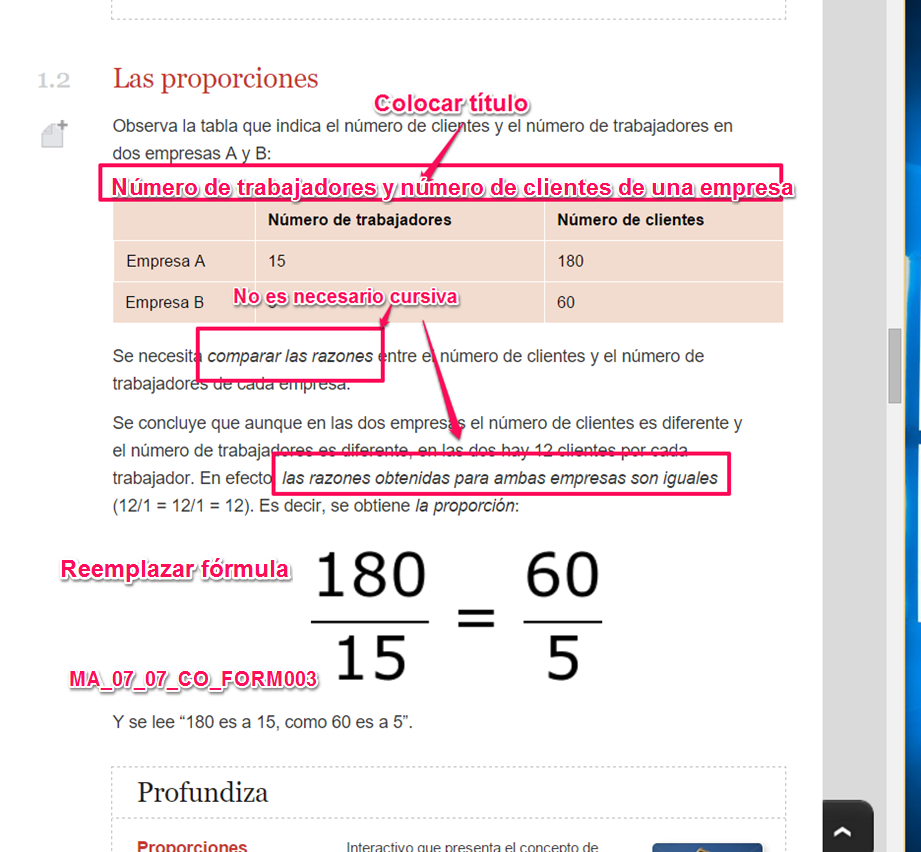 1.2 Las proporciones
Colocar título
Observa la tabla que indica el número de clientes y el número de trabajadores en
dos empresas A y B:
Número de trabajadores y número de clientes de una empresa
Número de trabajadores Número de clientes
Empresa A 15 180
Empresa B 60
No es necesario cursiva
Se necesita comparar las razones entre el número de clientes y el número de
trabajadores de cada empresa.
Se concluye que aunque en las dos empresas el número de clientes es diferente y
el número de trabajadores es diferente, en las dos hay 12 clientes por cada
trabajador. En efecto las razones obtenidas para ambas empresas son iguales
(12/1 = 12/1 = 12). Es decir, se obtiene la proporción:
Reemplazar fórmula
180 60
=
15 5
MA_07_07_CO_FORM003
Y se lee “180 es a 15, como 60 es a 5”.
Profundiza
Proporciones Interactivo que presenta el concepto de